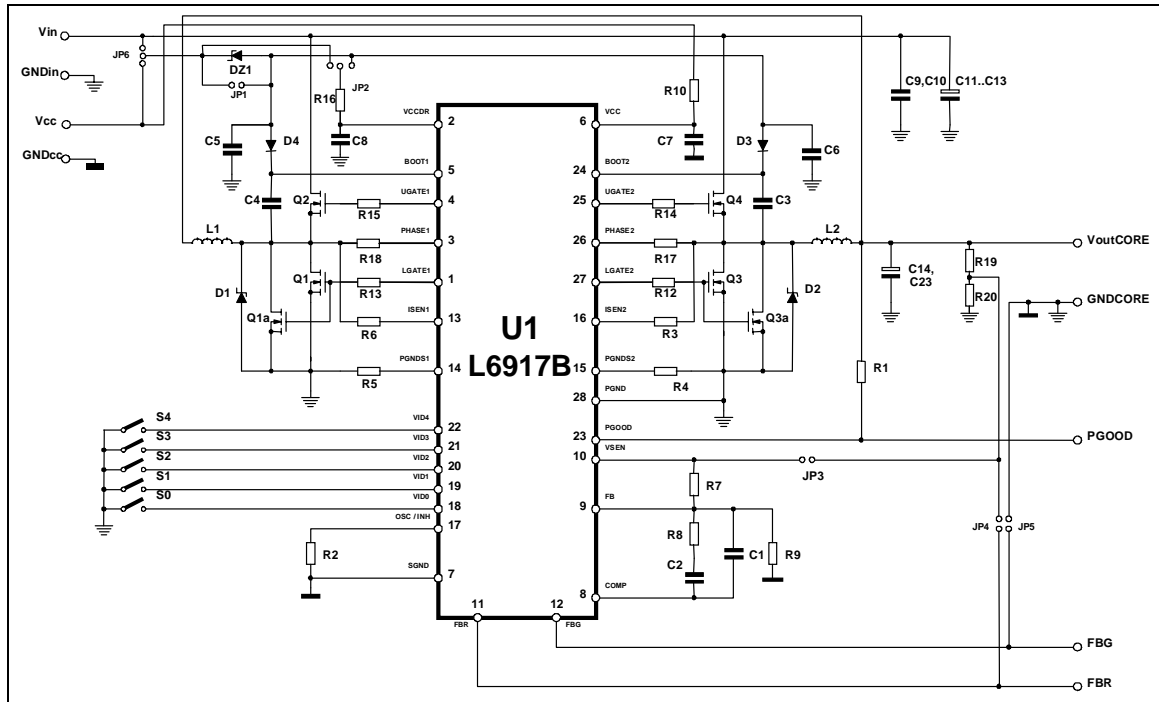 Vin
GNDin
Vcc
GNDcc
JP6
DZ1
JP1
JP2
R16
C5
D4
C8
VCCDR
2
BOOT1
5
C4
Q2
R15
UGATE1
4
L1
PHASE1
3
R18
Q1
LGATE1
1
R13
D1
Q1a
ISEN1
13
R6
PGNDS1
14
R5
S4
VID4
22
S3
VID3
21
S2
VID2
20
S1
VID1
19
S0
VID0
18
OSC / INH
17
R2
SGND
7
U1
L6917B
11
FBR
12
FBG
R10
6
VCC
C7
D3
C6
24
BOOT2
25
UGATE2
R14
Q4
C3
26
PHASE2
R17
L2
27
LGATE2
R12
Q3
D2
16
ISEN2
R3
Q3a
15
PGNDS2
R4
28
PGND
23
PGOOD
10
VSEN
JP3
R7
9
FB
R8
C2
C1
R9
8
COMP
C9,C10
C11..C13
VoutCORE
C14,
C23
R19
R20
GNDCORE
R1
PGOOD
JP4
JP5
FBG
FBR